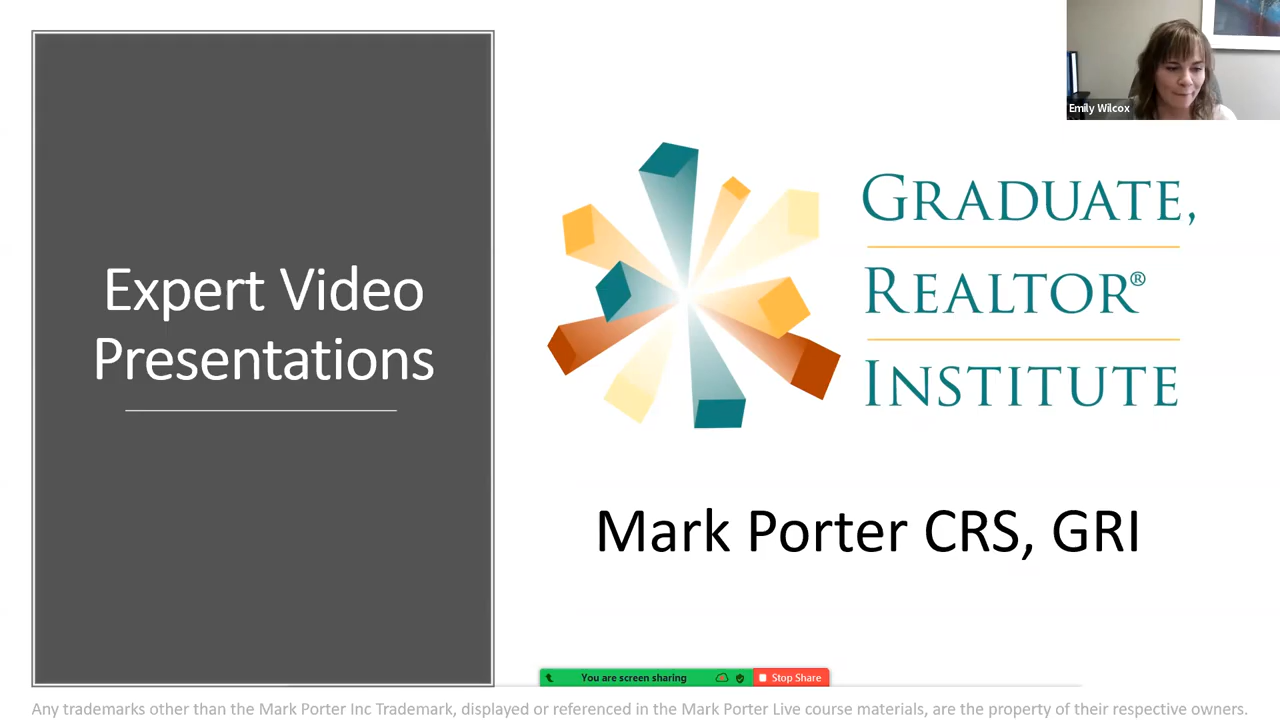 Expert Video
Presentations
Emily Wilcox
GRADUATE,
REALTOR®
INSTITUTE
Mark Porter CRS, GRI
You are screen sharing
Stop Share
Any trademarks other than the Mark Porter Inc Trademark, displayed or referenced in the Mark Porter Live course materials, are the property of their respective owners.